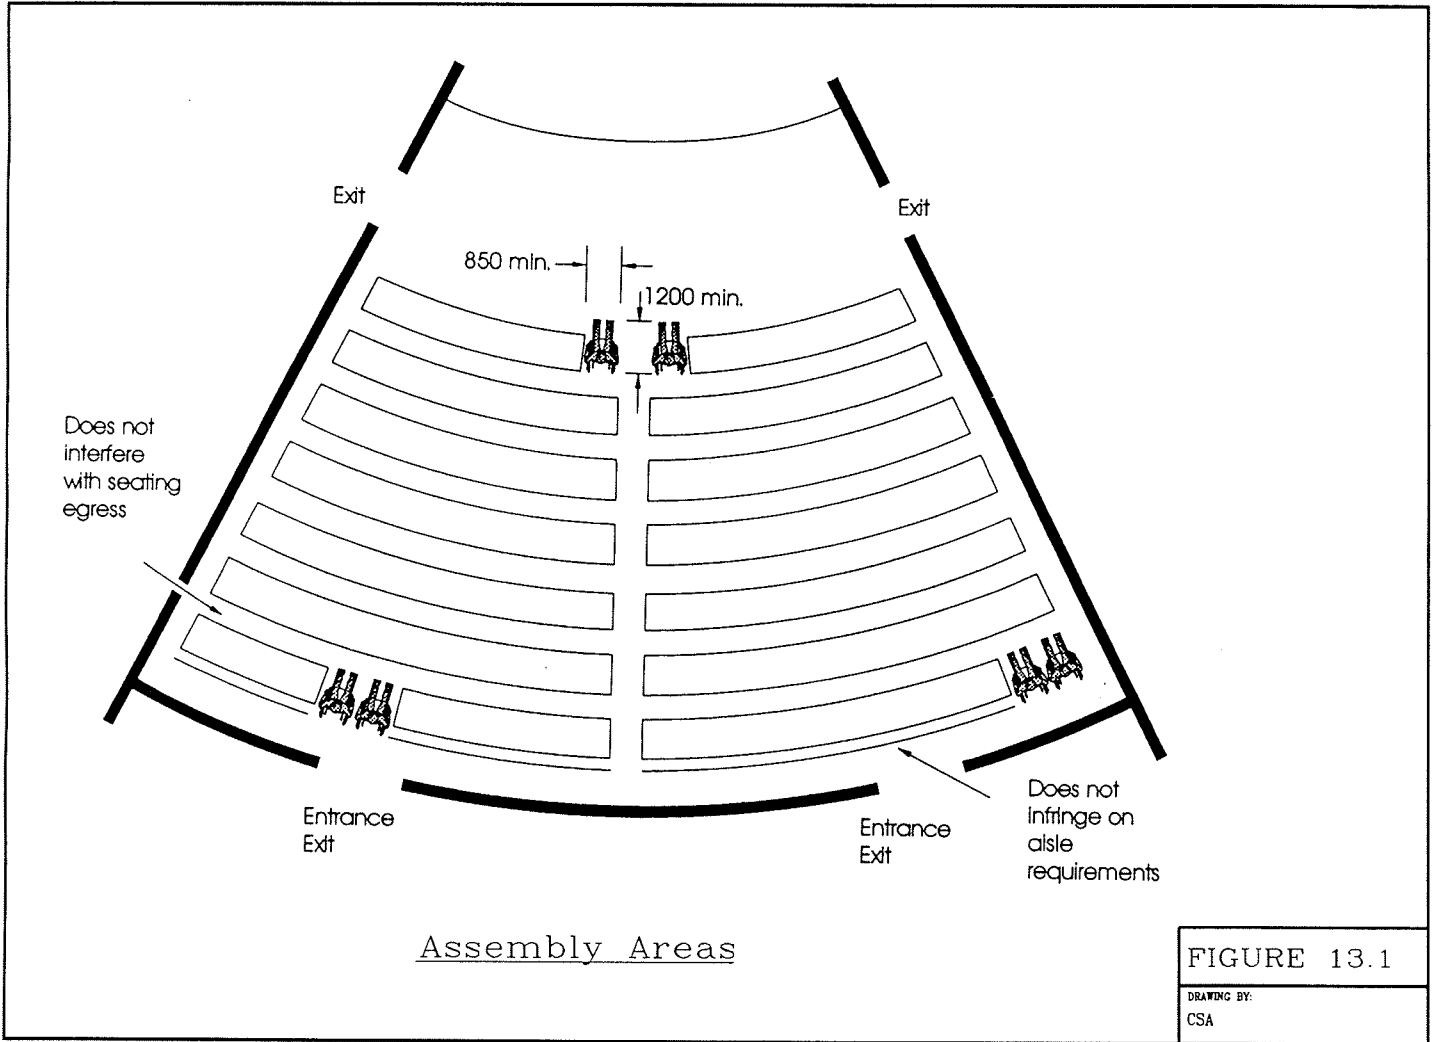 Exit
Exit
850 min.
1200 min.
Does not
interfere
with seating
egress
Entrance
Exit
Entrance
Exit
Does not
infringe on
aisle
requirements
Assembly Areas
FIGURE 13.1
DRAWING BY:
CSA